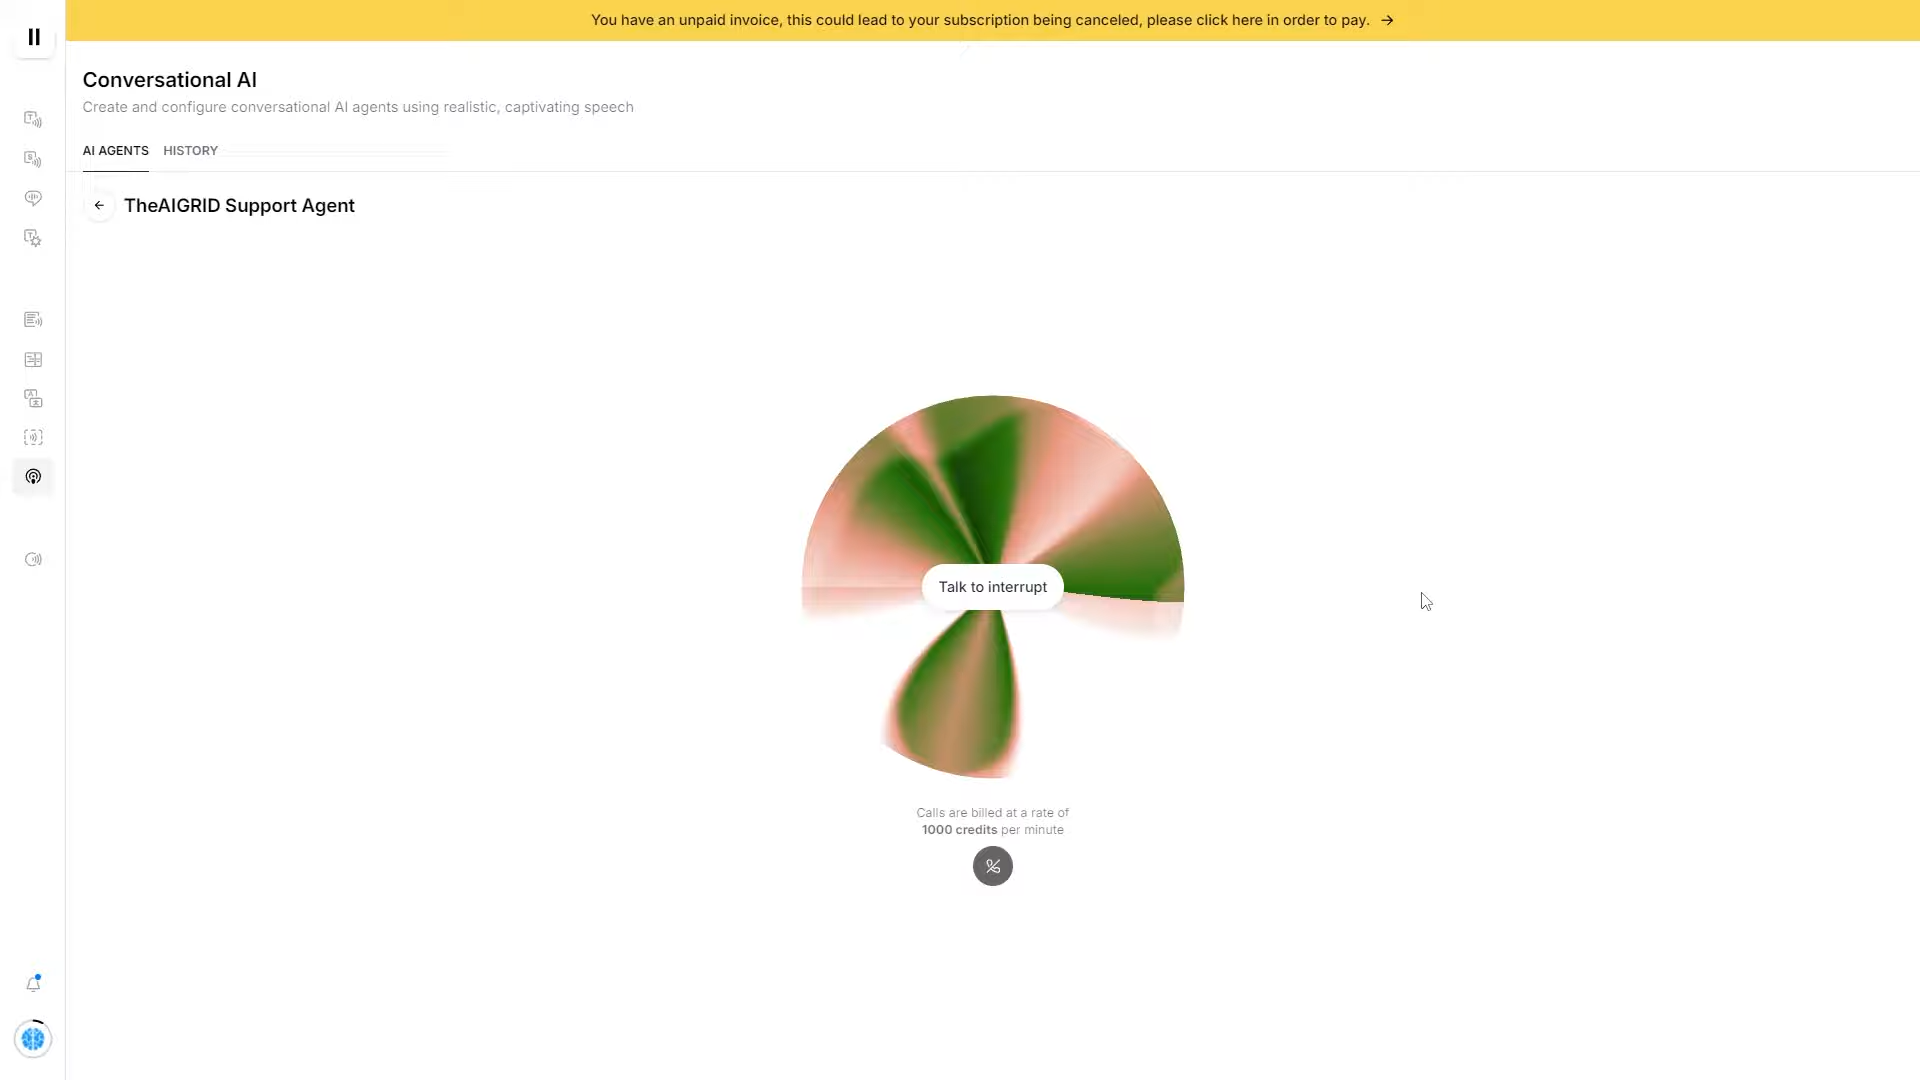 You have an unpaid invoice, this could lead to your subscription being canceled, please click here in order to pay. →
Conversational AI
Create and configure conversational AI agents using realistic, captivating speech
AI AGENTS HISTORY
TheAIGRID Support Agent
Talk to interrupt
Calls are billed at a rate of
1000 credits per minute